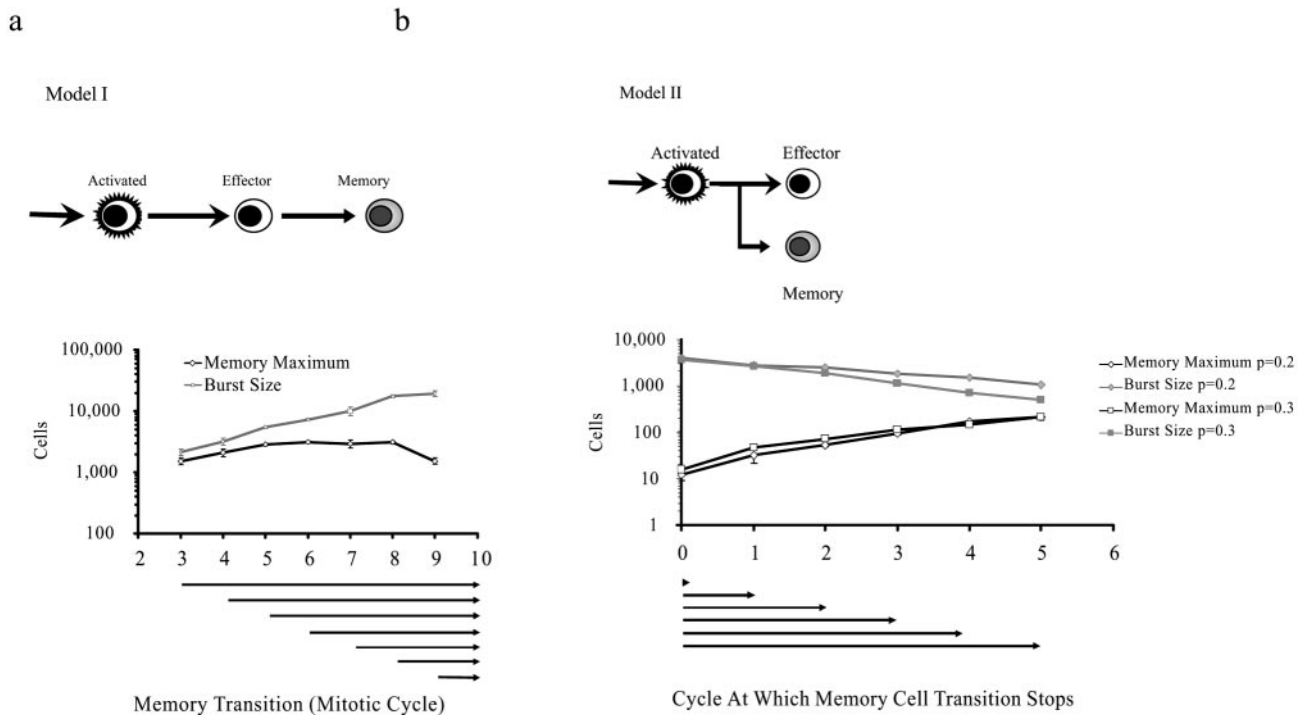 a
b
Model I
Activated
Effector
Memory
Model II
Activated
Effector
Memory
100,000
10,000
1,000
100
Cells
Memory Maximum
Burst Size
2 3 4 5 6 7 8 9 10
Memory Transition (Mitotic Cycle)
10,000
1,000
100
10
1
Cells
Memory Maximum p=0.2
Burst Size p=0.2
Memory Maximum p=0.3
Burst Size p=0.3
0 1 2 3 4 5 6
Cycle At Which Memory Cell Transition Stops